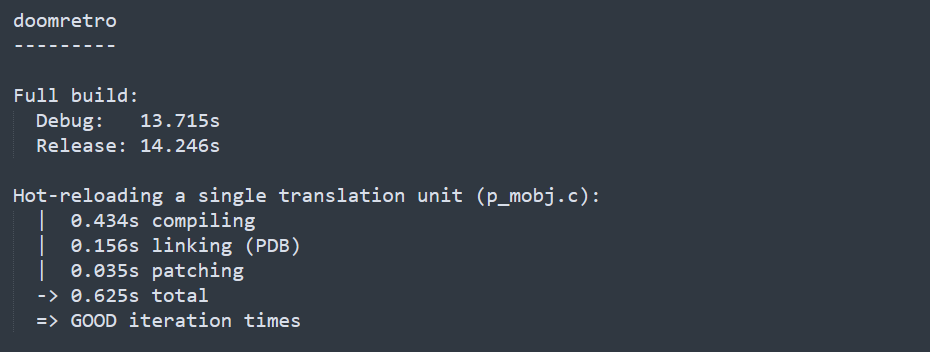 doomretro
---------
Full build:
Debug:   13.715s
Release: 14.246s
Hot-reloading a single translation unit (p_mobj.c):
|  0.434s compiling
|  0.156s linking (PDB)
|  0.035s patching
-> 0.625s total
=> GOOD iteration times